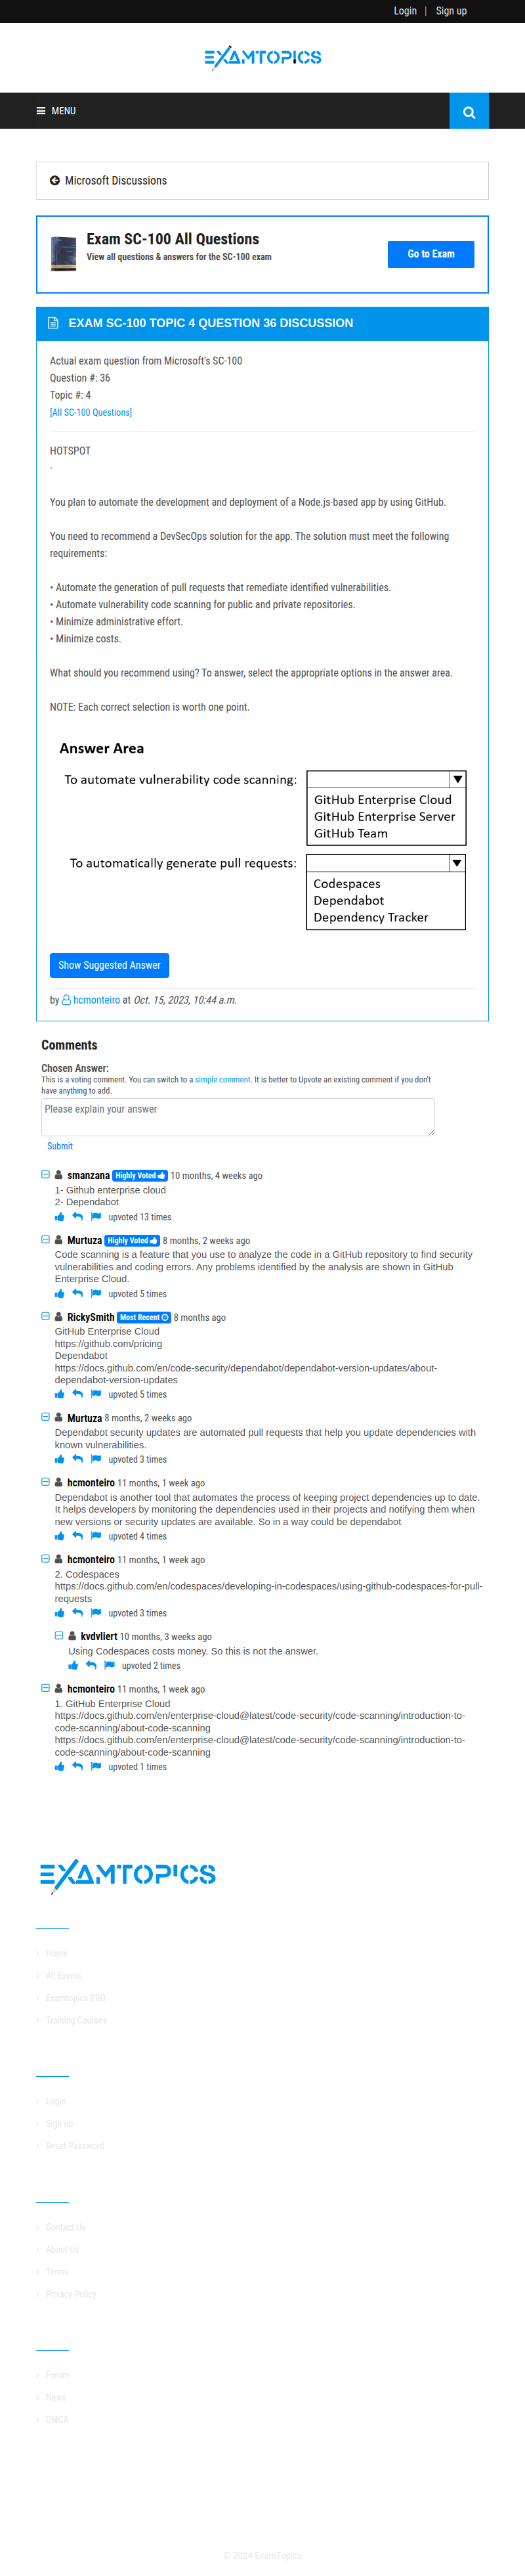 Login | Sign up
EXAMTOPICS
MENU
Microsoft Discussions
Exam SC-100 All Questions
View all questions & answers for the SC-100 exam
Go to Exam
EXAM SC-100 TOPIC 4 QUESTION 36 DISCUSSION
Actual exam question from Microsoft's SC-100
Question #: 36
Topic #: 4
[All SC-100 Questions]
HOTSPOT
-
You plan to automate the development and deployment of a Node.js-based app by using GitHub.
You need to recommend a DevSecOps solution for the app. The solution must meet the following
requirements:
• Automate the generation of pull requests that remediate identified vulnerabilities.
• Automate vulnerability code scanning for public and private repositories.
• Minimize administrative effort.
• Minimize costs.
What should you recommend using? To answer, select the appropriate options in the answer area.
NOTE: Each correct selection is worth one point.
Answer Area
To automate vulnerability code scanning:
GitHub Enterprise Cloud
GitHub Enterprise Server
GitHub Team
To automatically generate pull requests:
Codespaces
Dependabot
Dependency Tracker
Show Suggested Answer
by hcmonteiro at Oct. 15, 2023, 10:44 a.m.
Comments
Chosen Answer:
This is a voting comment. You can switch to a simple comment. It is better to Upvote an existing comment if you don't
have anything to add.
Please explain your answer
Submit
smanzana Highly Voted 10 months, 4 weeks ago
1- Github enterprise cloud
2- Dependabot
upvoted 13 times
Murtuza Highly Voted 8 months, 2 weeks ago
Code scanning is a feature that you use to analyze the code in a GitHub repository to find security
vulnerabilities and coding errors. Any problems identified by the analysis are shown in GitHub
Enterprise Cloud.
upvoted 5 times
RickySmith Most Recent 8 months ago
GitHub Enterprise Cloud
https://github.com/pricing
Dependabot
https://docs.github.com/en/code-security/dependabot/dependabot-version-updates/about-
dependabot-version-updates
upvoted 5 times
Murtuza 8 months, 2 weeks ago
Dependabot security updates are automated pull requests that help you update dependencies with
known vulnerabilities.
upvoted 3 times
hcmonteiro 11 months, 1 week ago
Dependabot is another tool that automates the process of keeping project dependencies up to date.
It helps developers by monitoring the dependencies used in their projects and notifying them when
new versions or security updates are available. So in a way could be dependabot
upvoted 4 times
hcmonteiro 11 months, 1 week ago
2. Codespaces
https://docs.github.com/en/codespaces/developing-in-codespaces/using-github-codespaces-for-pull-
requests
upvoted 3 times
kvdvliert 10 months, 3 weeks ago
Using Codespaces costs money. So this is not the answer.
upvoted 2 times
hcmonteiro 11 months, 1 week ago
1. GitHub Enterprise Cloud
https://docs.github.com/en/enterprise-cloud@latest/code-security/code-scanning/introduction-to-
code-scanning/about-code-scanning
https://docs.github.com/en/enterprise-cloud@latest/code-security/code-scanning/introduction-to-
code-scanning/about-code-scanning
upvoted 1 times
EXAMTOPICS
Home
All Exams
Examtopics PRO
Training Courses
Login
Sign up
Reset Password
Contact Us
About Us
Terms
Privacy Policy
Forum
News
DMCA
© 2024 ExamTopics